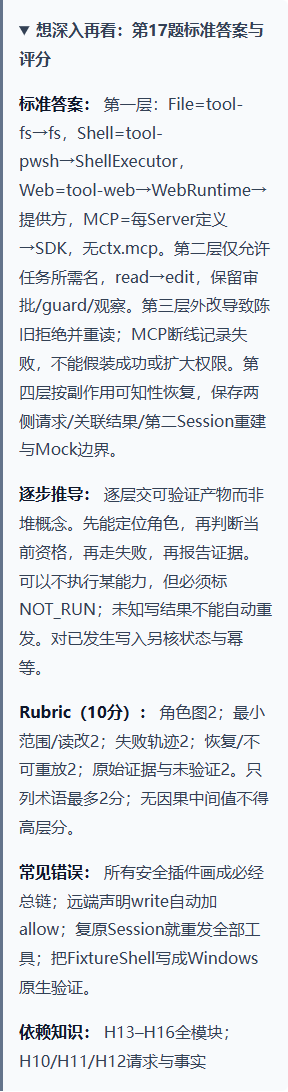 ▼ 想深入再看：第17题标准答案与
评分
标准答案： 第一层：File=tool-
fs→fs，Shell=tool-
pwsh→ShellExecutor，
Web=tool-web→WebRuntime→
提供方，MCP=每Server定义
→SDK，无ctx.mcp。第二层仅允许
任务所需名，read→edit，保留审
批/guard/观察。第三层外改导致陈
旧拒绝并重读；MCP断线记录失
败，不能假装成功或扩大权限。第
四层按副作用可知性恢复，保存两
侧请求/关联结果/第二Session重建
与Mock边界。
逐步推导： 逐层交可验证产物而非
堆概念。先能定位角色，再判断当
前资格，再走失败，再报告证据。
可以不执行某能力，但必须标
NOT_RUN；未知写结果不能自动重
发。对已发生写入另核状态与幂
等。
Rubric（10分）： 角色图2；最小
范围/读改2；失败轨迹2；恢复/不
可重放2；原始证据与未验证2。只
列术语最多2分；无因果中间值不得
高层分。
常见错误： 所有安全插件画成必经
总链；远端声明write自动加
allow；复原Session就重发全部工
具；把FixtureShell写成Windows
原生验证。
依赖知识： H13–H16全模块；
H10/H11/H12请求与事实